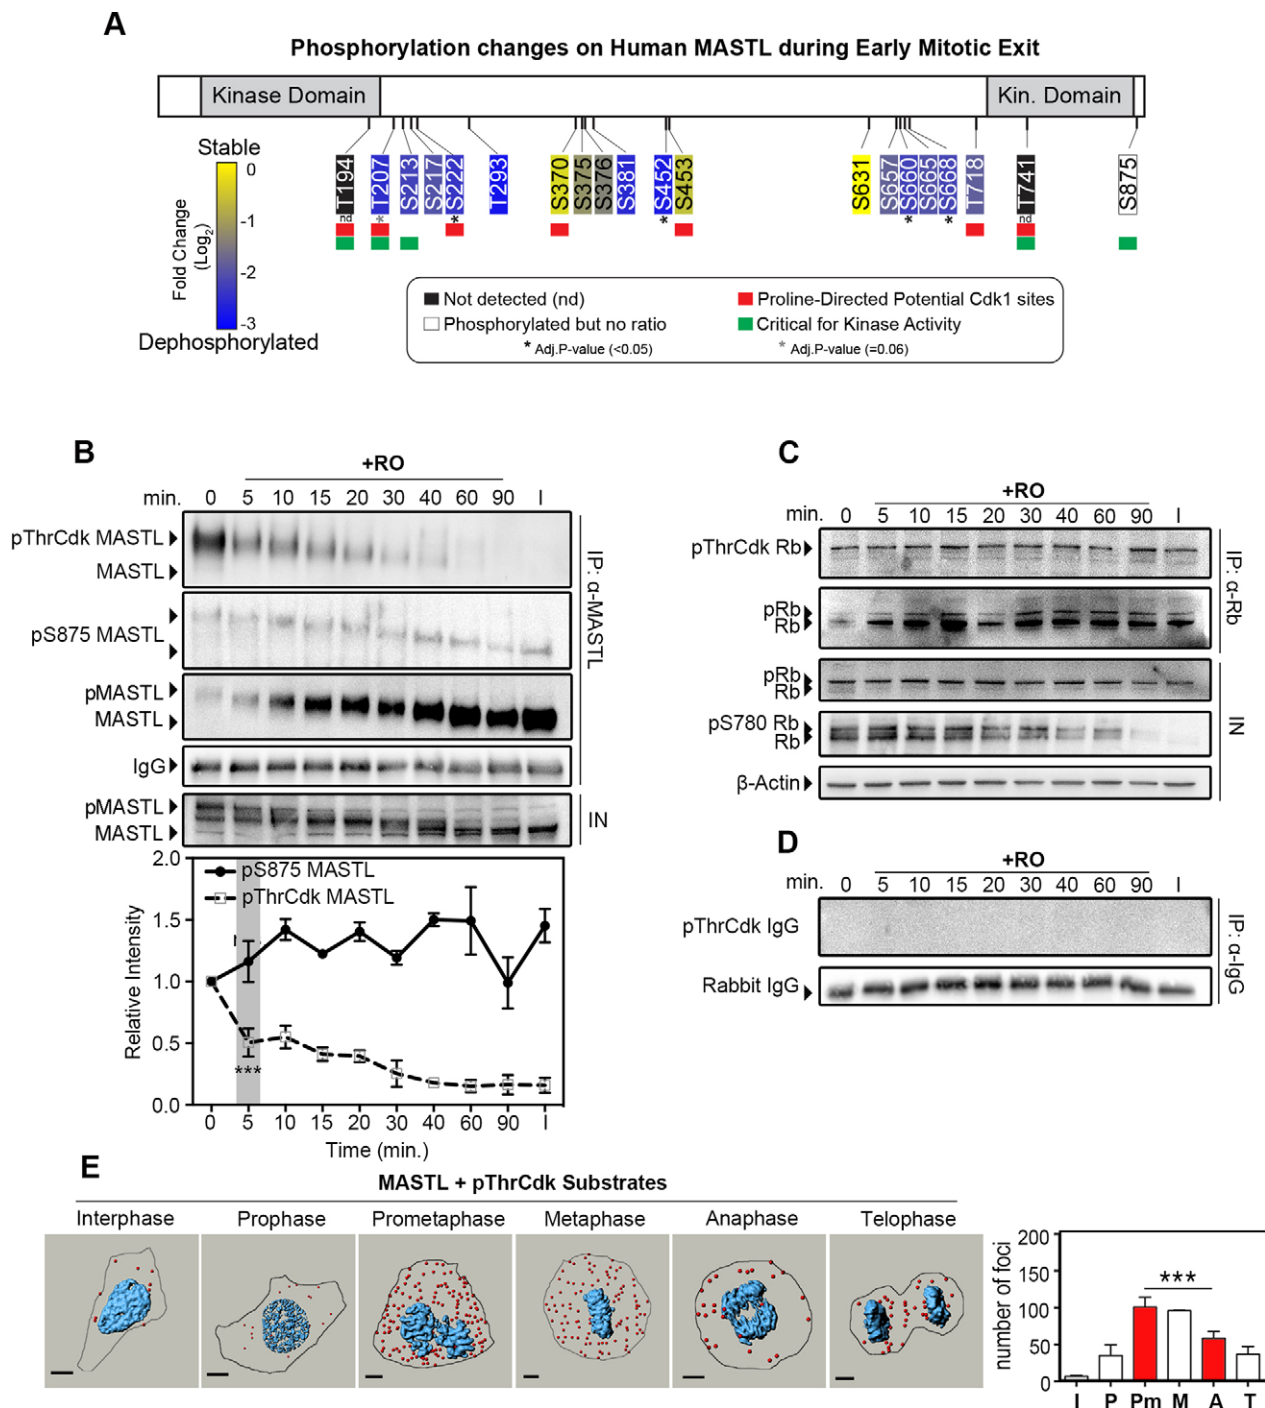 A
Phosphorylation changes on Human MASTL during Early Mitotic Exit
Kinase Domain
Kin. Domain
Stable
0
-1
-2
-3
Fold Change
(Log2)
Dephosphorylated
T194 T207 S213 S217 S222 T293 S370 S375 S376 S381 S452 S453 S631 S657 S660 S665 S668 T718 T741 S875
nd * * * * * nd
Not detected (nd)
Phosphorylated but no ratio
* Adj.P-value (<0.05)
Proline-Directed Potential Cdk1 sites
Critical for Kinase Activity
* Adj.P-value (=0.06)
B
+RO
min. 0 5 10 15 20 30 40 60 90 I
pThrCdk MASTL
MASTL
pS875 MASTL
pMASTL
MASTL
IgG
IP: α-MASTL
pMASTL
MASTL
IN
2.0
1.5
1.0
0.5
0.0
Relative Intensity
pS875 MASTL
pThrCdk MASTL
***
0 5 10 15 20 30 40 60 90 I
Time (min.)
C
+RO
min. 0 5 10 15 20 30 40 60 90 I
pThrCdk Rb
pRb
Rb
IP: α-Rb
pRb
Rb
pS780 Rb
Rb
β-Actin
IN
D
+RO
min. 0 5 10 15 20 30 40 60 90 I
pThrCdk IgG
Rabbit IgG
IP: α-IgG
E
MASTL + pThrCdk Substrates
Interphase Prophase Prometaphase Metaphase Anaphase Telophase
number of foci
200
150
100
50
0
***
I P Pm M A T